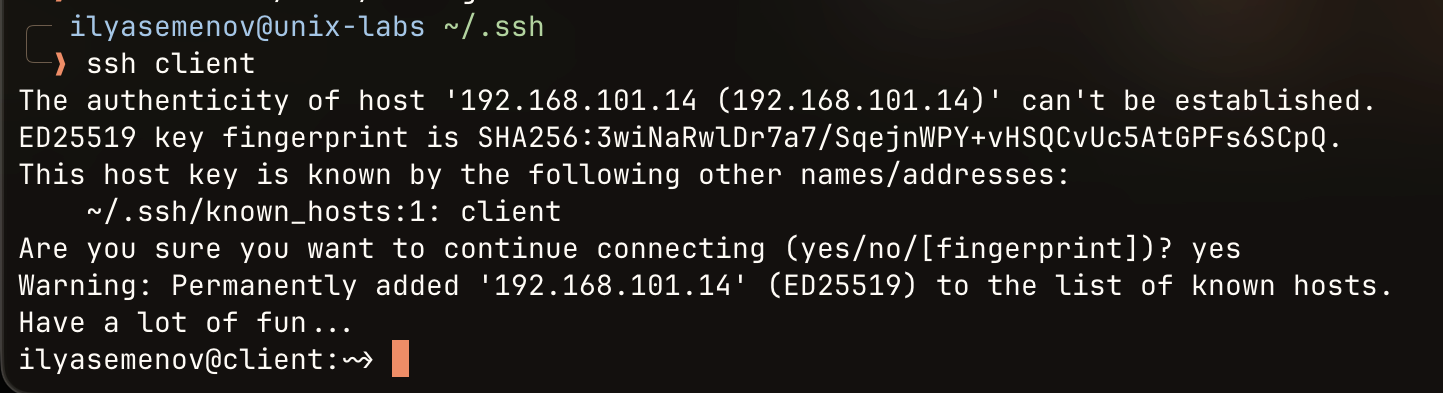 ilyasemenov@unix-labs ~/.ssh
❱ ssh client
The authenticity of host '192.168.101.14 (192.168.101.14)' can't be established.
ED25519 key fingerprint is SHA256:3wiNaRwlDr7a7/SqejnWPY+vHSQCvUc5AtGPFs6SCpQ.
This host key is known by the following other names/addresses:
    ~/.ssh/known_hosts:1: client
Are you sure you want to continue connecting (yes/no/[fingerprint])? yes
Warning: Permanently added '192.168.101.14' (ED25519) to the list of known hosts.
Have a lot of fun...
ilyasemenov@client:~>